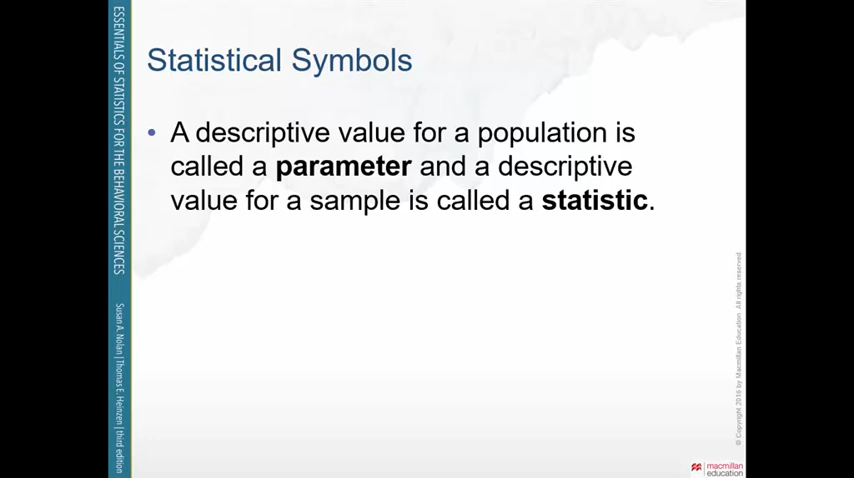 Statistical Symbols
• A descriptive value for a population is
called a parameter and a descriptive
value for a sample is called a statistic.
ESSENTIALS OF STATISTICS FOR THE BEHAVIORAL SCIENCES
Susan A. Nolan | Thomas E. Heinzen | third edition
© Copyright 2016 by Macmillan Education All rights reserved
macmillan
education